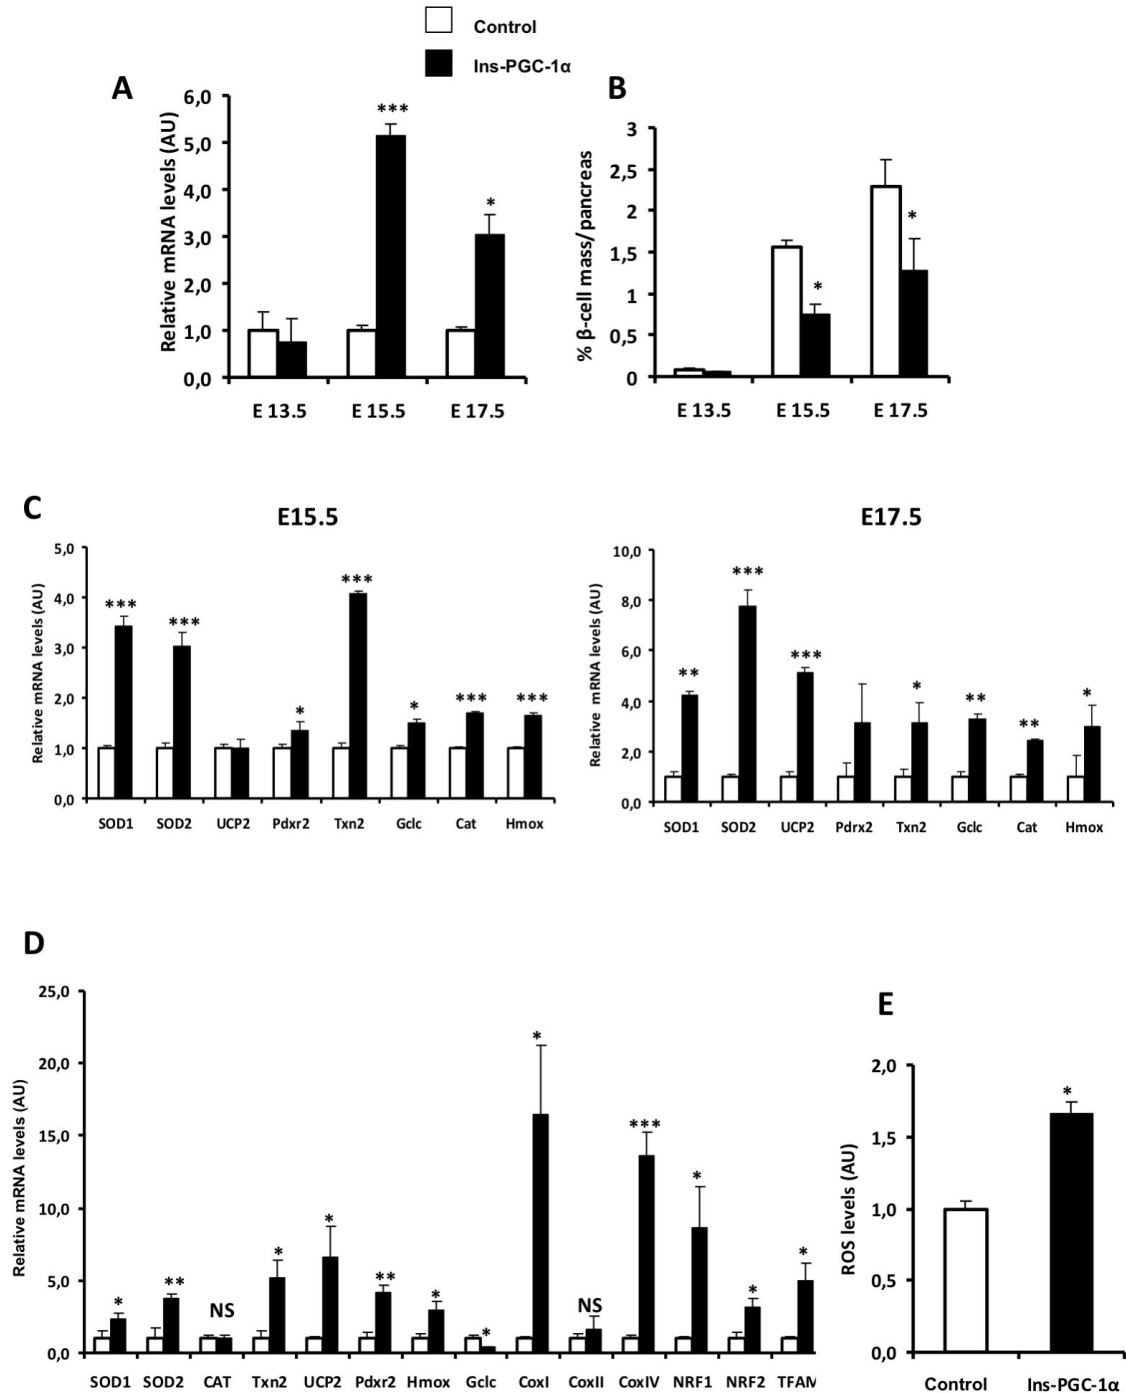 Control
Ins-PGC-1α
A
Relative mRNA levels (AU)
6,0
5,0
4,0
3,0
2,0
1,0
0,0
***
*
E 13.5 E 15.5 E 17.5
B
% β-cell mass/pancreas
3
2,5
2
1,5
1
0,5
0
*
*
E 13.5 E 15.5 E 17.5
C
E15.5
Relative mRNA levels (AU)
5,0
4,0
3,0
2,0
1,0
0,0
*** *** * *** * *** ***
SOD1 SOD2 UCP2 Pdxr2 Txn2 Gclc Cat Hmox
E17.5
Relative mRNA levels (AU)
10,0
8,0
6,0
4,0
2,0
0,0
** *** *** * ** ** *
SOD1 SOD2 UCP2 Pdrx2 Txn2 Gclc Cat Hmox
D
Relative mRNA levels (AU)
25,0
20,0
15,0
10,0
5,0
0,0
* ** NS * * ** * * * NS *** * * *
SOD1 SOD2 CAT Txn2 UCP2 Pdxr2 Hmox Gclc CoxI CoxII CoxIV NRF1 NRF2 TFAM
E
ROS levels (AU)
2,0
1,5
1,0
0,5
0,0
*
Control Ins-PGC-1α